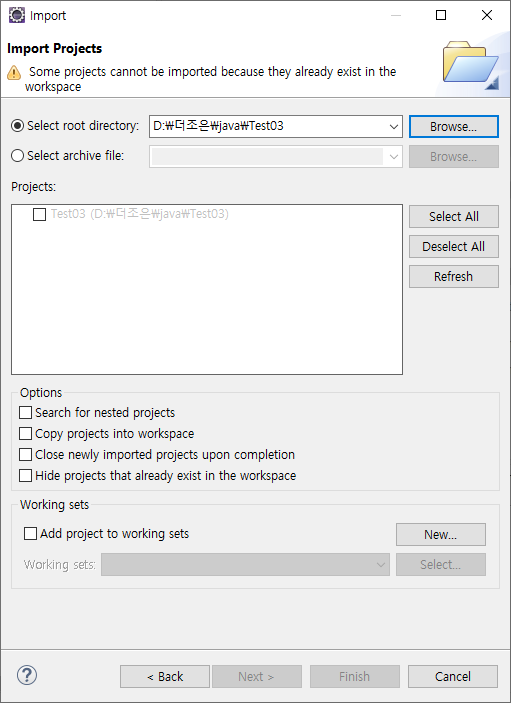 Import
Import Projects
Some projects cannot be imported because they already exist in the
workspace
Select root directory:
D:₩더조은₩java₩Test03
Browse...
Select archive file:
Browse...
Projects:
Test03 (D:₩더조은₩java₩Test03)
Select All
Deselect All
Refresh
Options
Search for nested projects
Copy projects into workspace
Close newly imported projects upon completion
Hide projects that already exist in the workspace
Working sets
Add project to working sets
New...
Working sets:
Select...
?
< Back
Next >
Finish
Cancel